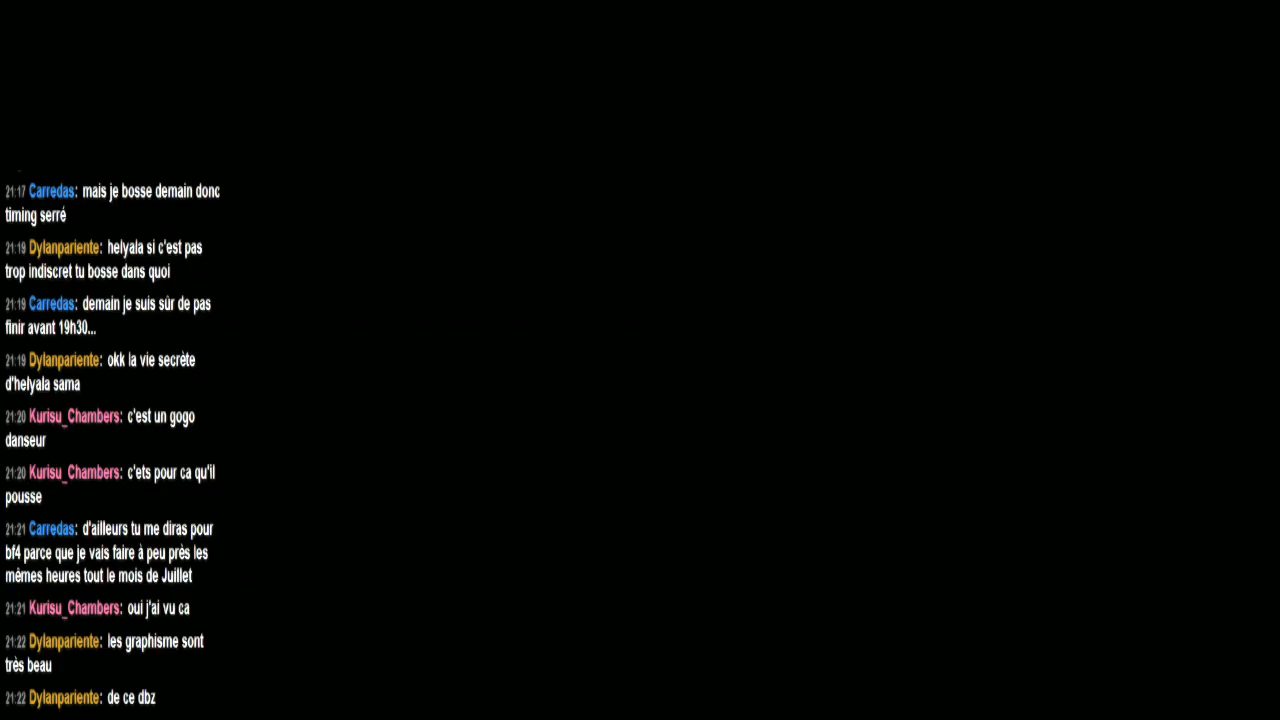 21:17 Carredas: mais je bosse demain donc
timing serré
21:19 Dylanpariente: helyala si c'est pas
trop indiscret tu bosse dans quoi
21:19 Carredas: demain je suis sûr de pas
finir avant 19h30...
21:19 Dylanpariente: okk la vie secrète
d'helyala sama
21:20 Kurisu_Chambers: c'est un gogo
danseur
21:20 Kurisu_Chambers: c'ets pour ca qu'il
pousse
21:21 Carredas: d'ailleurs tu me diras pour
bf4 parce que je vais faire à peu près les
mêmes heures tout le mois de Juillet
21:21 Kurisu_Chambers: oui j'ai vu ca
21:22 Dylanpariente: les graphisme sont
très beau
21:22 Dylanpariente: de ce dbz